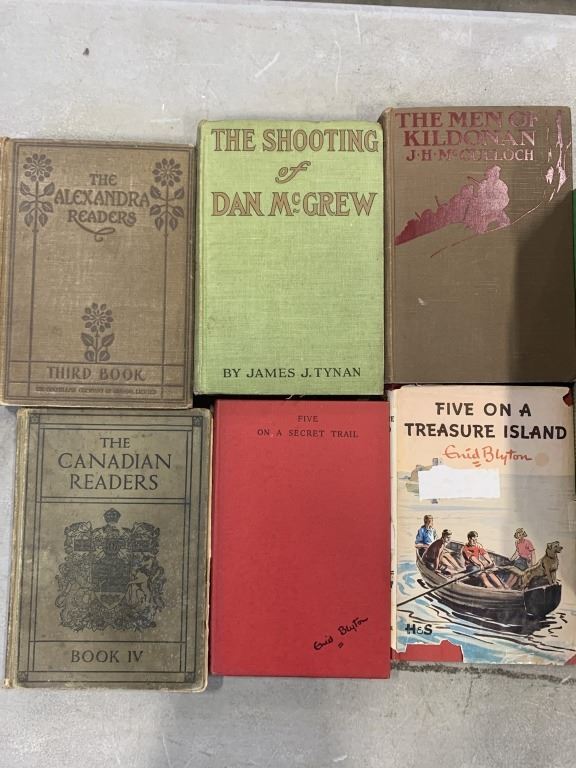 THE
ALEXANDRA
READERS
THIRD BOOK
THE SHOOTING
of
DAN McGREW
BY JAMES J. TYNAN
THE MEN OF
KILDONAN
J·H·McCULLOCH
THE
CANADIAN
READERS
BOOK IV
FIVE
ON A SECRET TRAIL
Enid Blyton
FIVE ON A
TREASURE ISLAND
Enid Blyton
H&S